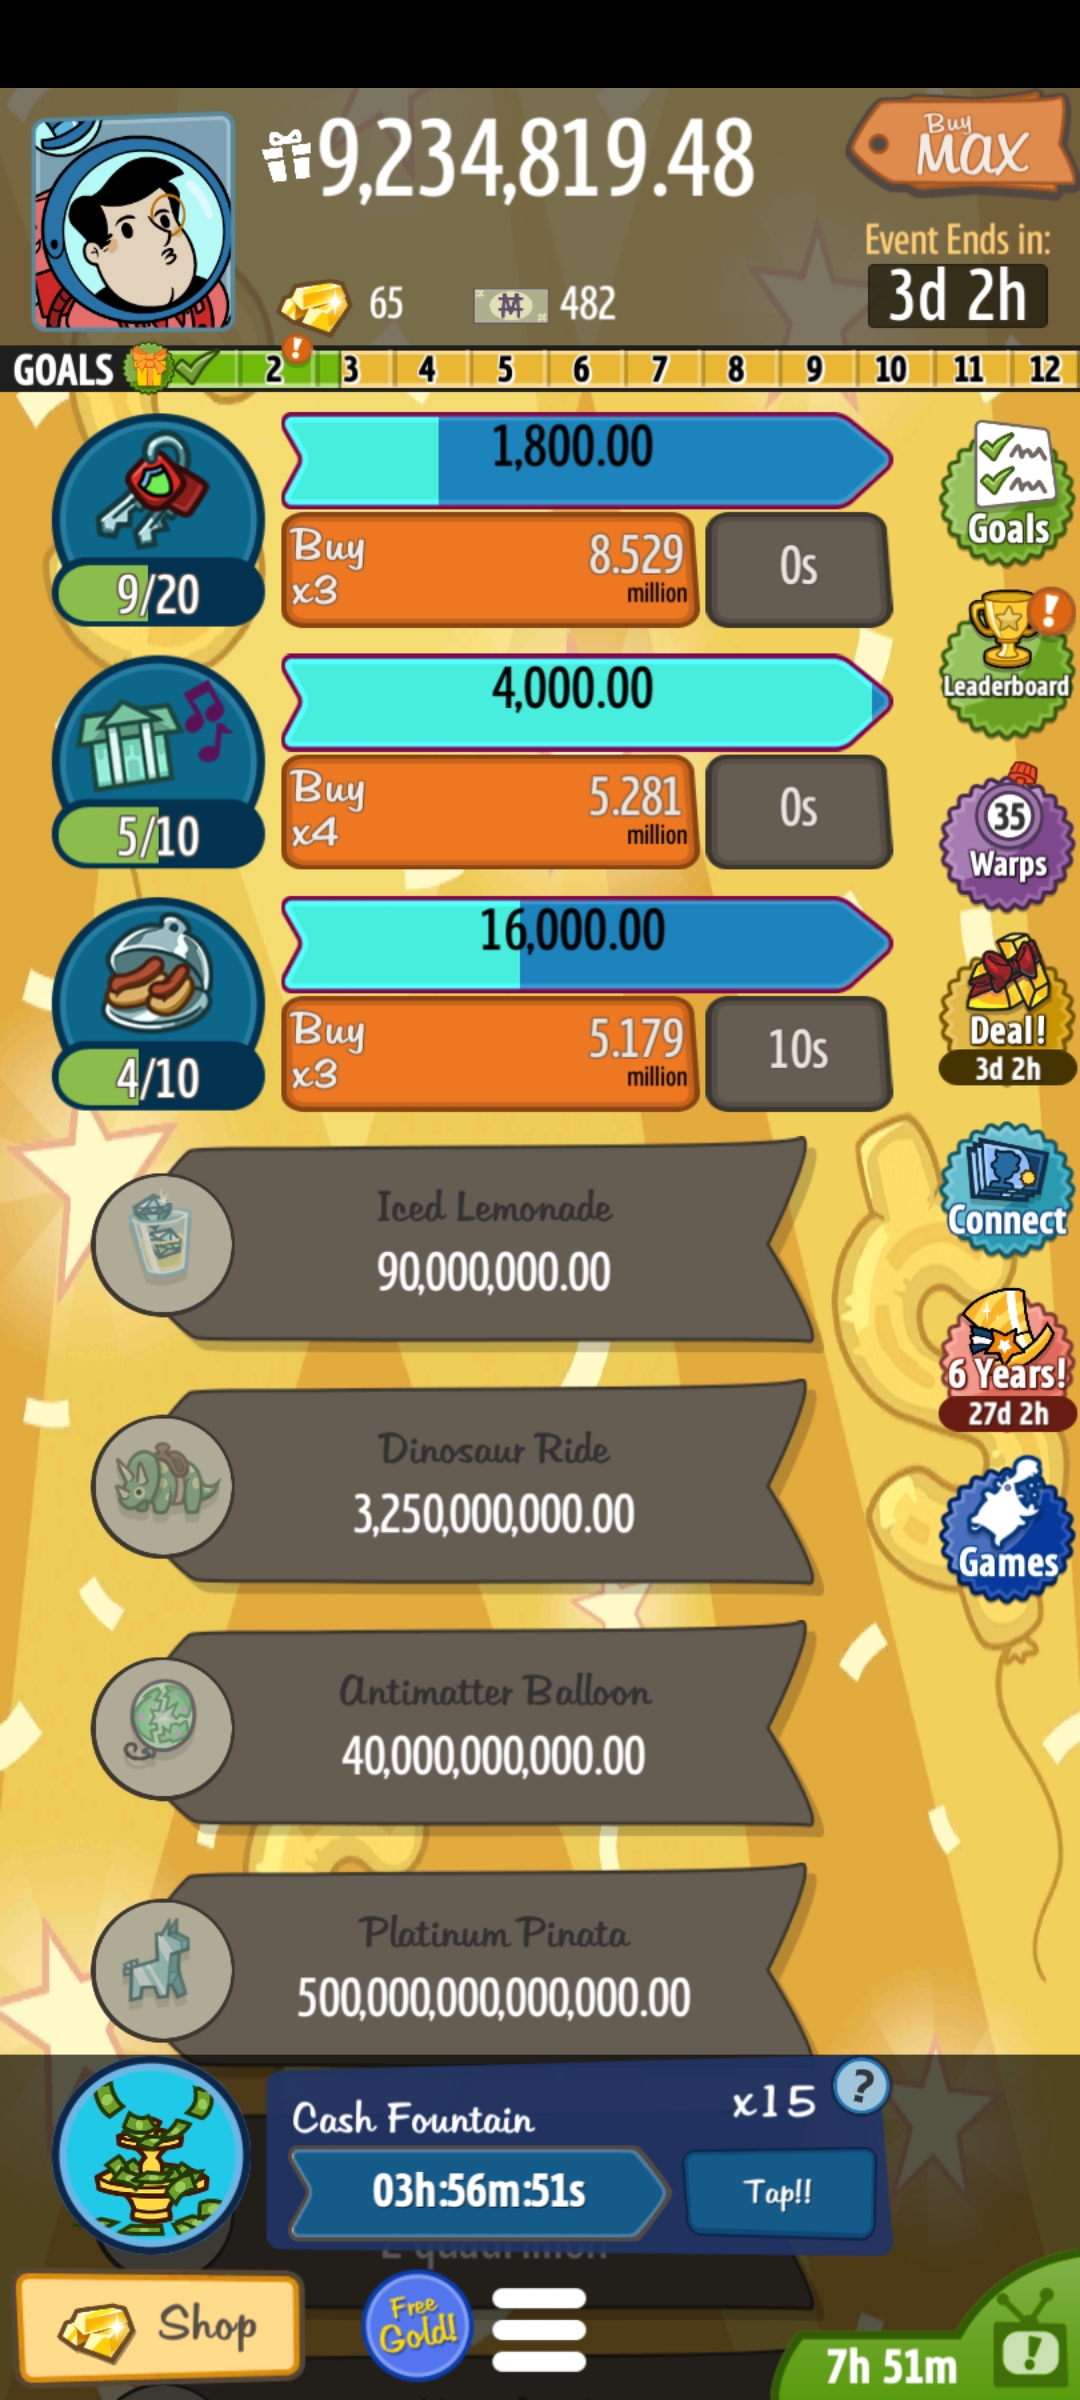 9,234,819.48
Buy
MAX
Event Ends in:
3d 2h
65
482
GOALS
! 2 3 4 5 6 7 8 9 10 11 12
1,800.00
Buy
x3
8.529
million
0s
9/20
Goals
4,000.00
Buy
x4
5.281
million
0s
5/10
!
Leaderboard
35
Warps
16,000.00
Buy
x3
5.179
million
10s
4/10
Deal!
3d 2h
Iced Lemonade
90,000,000.00
Connect
Dinosaur Ride
3,250,000,000.00
6 Years!
27d 2h
Games
Antimatter Balloon
40,000,000,000.00
Platinum Pinata
500,000,000,000,000.00
Cash Fountain
x15
?
03h:56m:51s
Tap!!
2 quadrillion
Shop
Free
Gold!
7h 51m
!